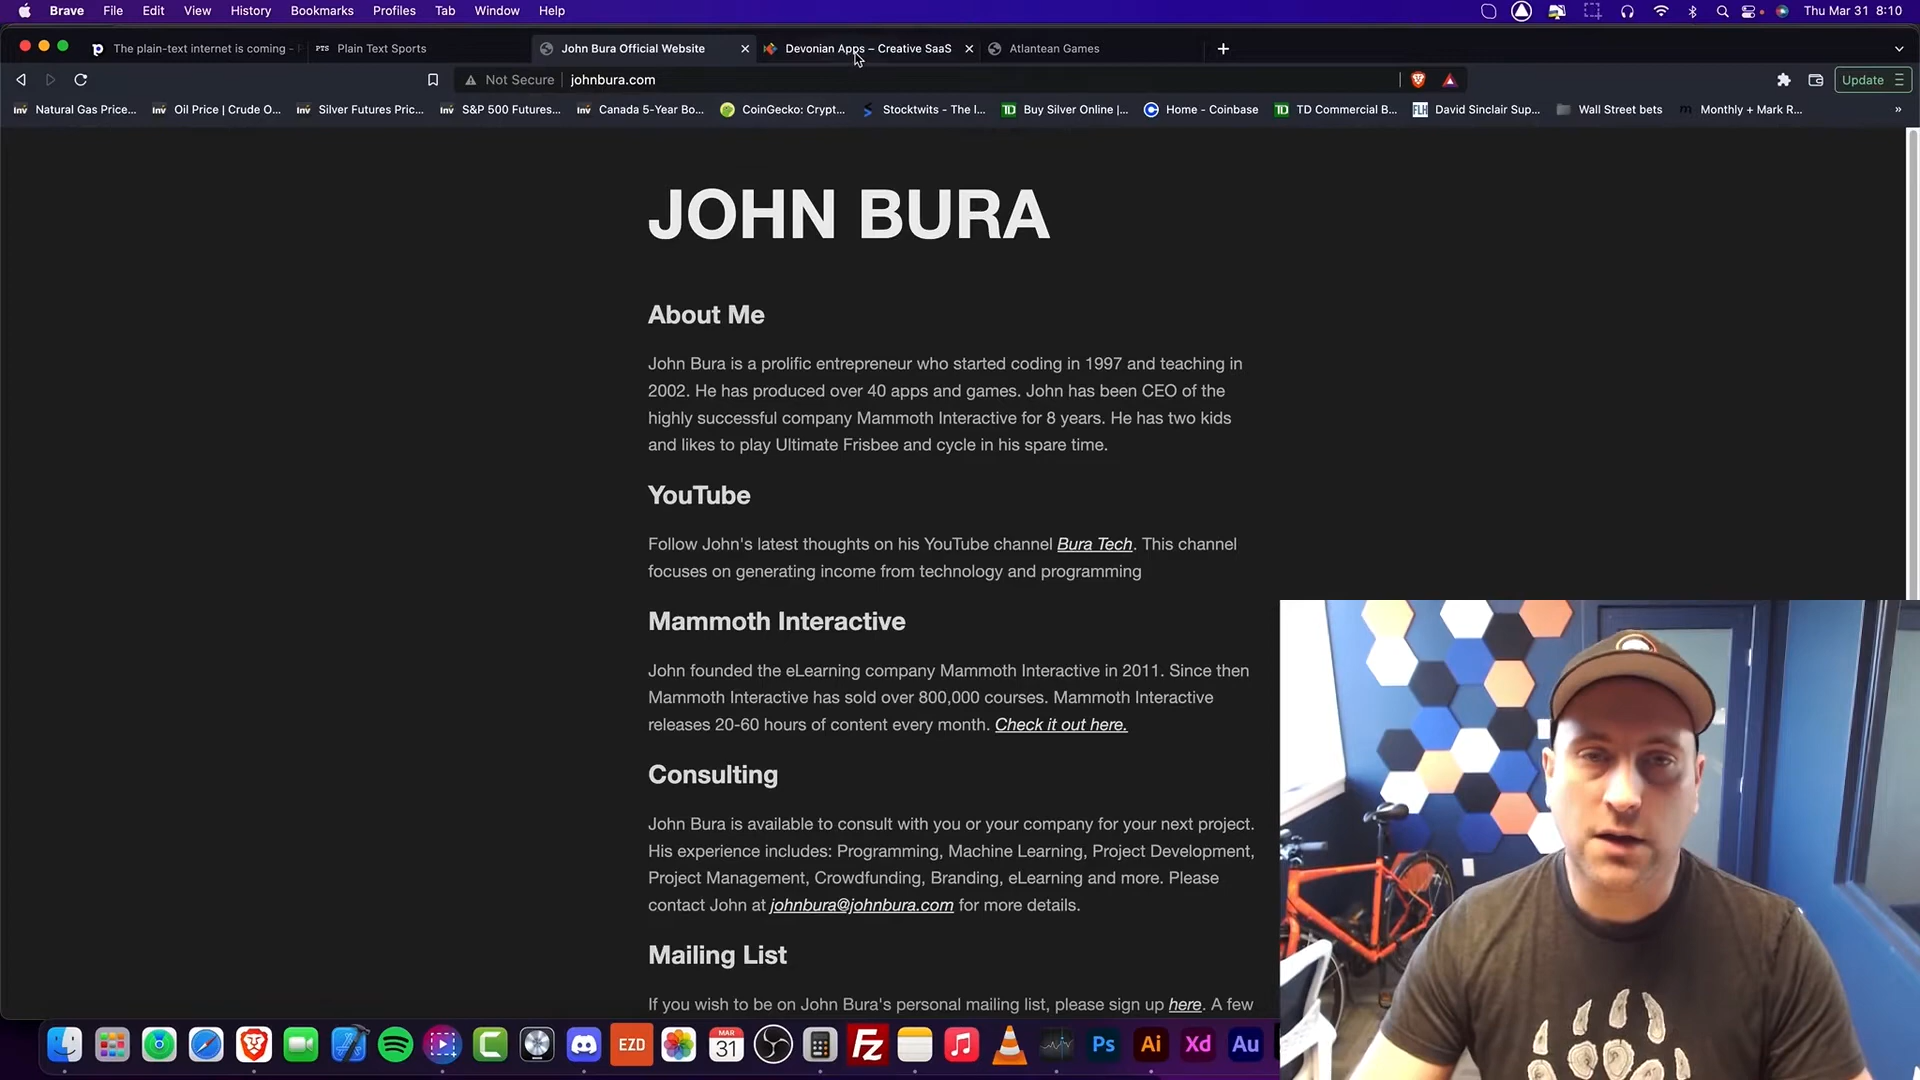 Brave File Edit View History Bookmarks Profiles Tab Window Help Thu Mar 31 8:10
The plain-text internet is coming - PTS Plain Text Sports John Bura Official Website Devonian Apps – Creative SaaS Atlantean Games
Not Secure johnbura.com Update
Inv Natural Gas Price... Inv Oil Price | Crude O... Inv Silver Futures Pric... Inv S&P 500 Futures... Inv Canada 5-Year Bo... CoinGecko: Crypt... Stocktwits - The l... TD Buy Silver Online |... Home - Coinbase TD TD Commercial B... FLH David Sinclair Sup... Wall Street bets m Monthly + Mark R... »
JOHN BURA
About Me
John Bura is a prolific entrepreneur who started coding in 1997 and teaching in
2002. He has produced over 40 apps and games. John has been CEO of the
highly successful company Mammoth Interactive for 8 years. He has two kids
and likes to play Ultimate Frisbee and cycle in his spare time.
YouTube
Follow John's latest thoughts on his YouTube channel Bura Tech. This channel
focuses on generating income from technology and programming
Mammoth Interactive
John founded the eLearning company Mammoth Interactive in 2011. Since then
Mammoth Interactive has sold over 800,000 courses. Mammoth Interactive
releases 20-60 hours of content every month. Check it out here.
Consulting
John Bura is available to consult with you or your company for your next project.
His experience includes: Programming, Machine Learning, Project Development,
Project Management, Crowdfunding, Branding, eLearning and more. Please
contact John at johnbura@johnbura.com for more details.
Mailing List
If you wish to be on John Bura's personal mailing list, please sign up here. A few
EZD MAR 31 Fz Ps Ai Xd Au